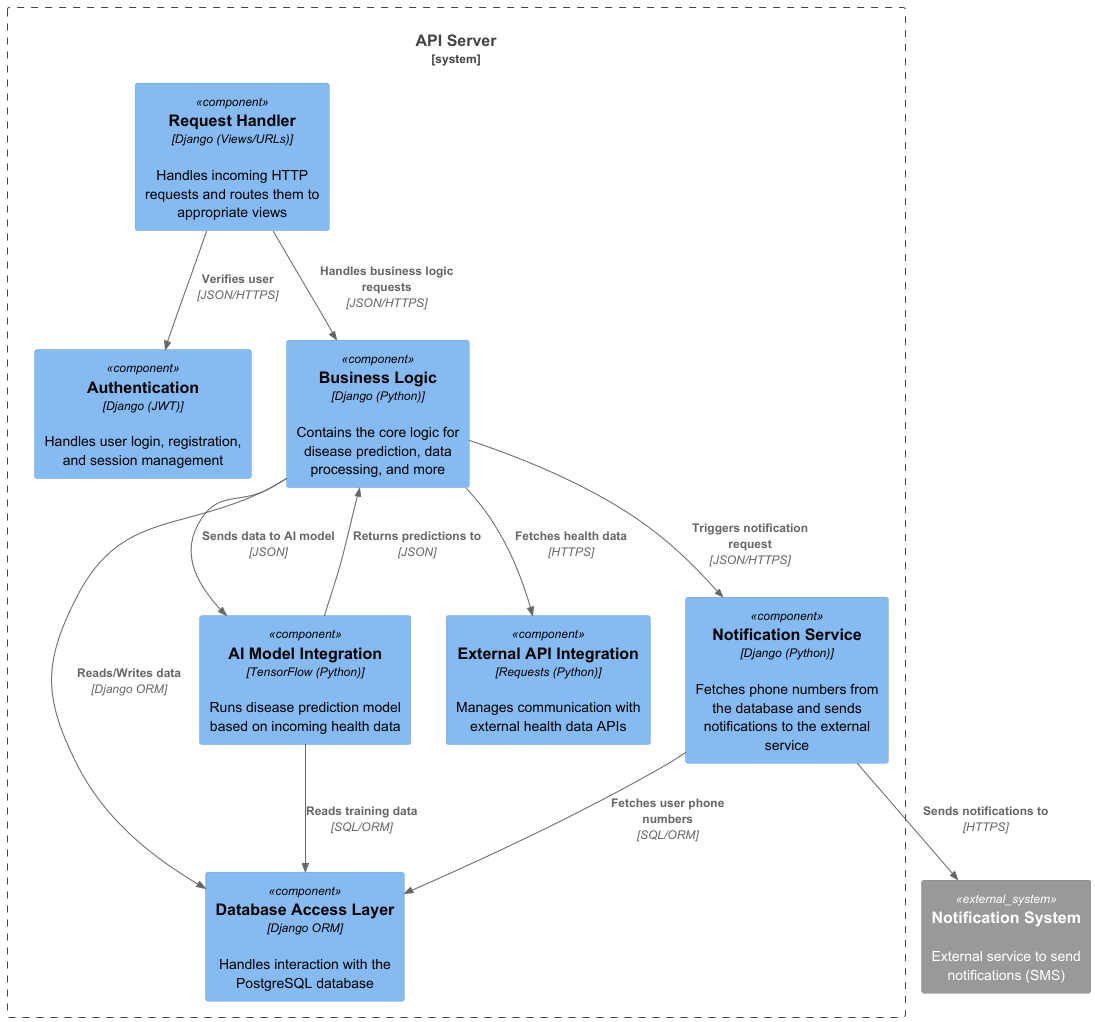 API Server
[system]
«component»
Request Handler
[Django (Views/URLs)]
Handles incoming HTTP
requests and routes them to
appropriate views
Verifies user
[JSON/HTTPS]
Handles business logic
requests
[JSON/HTTPS]
«component»
Authentication
[Django (JWT)]
Handles user login, registration,
and session management
«component»
Business Logic
[Django (Python)]
Contains the core logic for
disease prediction, data
processing, and more
Sends data to AI model
[JSON]
Returns predictions to
[JSON]
Fetches health data
[HTTPS]
Triggers notification
request
[JSON/HTTPS]
Reads/Writes data
[Django ORM]
«component»
AI Model Integration
[TensorFlow (Python)]
Runs disease prediction model
based on incoming health data
«component»
External API Integration
[Requests (Python)]
Manages communication with
external health data APIs
«component»
Notification Service
[Django (Python)]
Fetches phone numbers from
the database and sends
notifications to the external
service
Reads training data
[SQL/ORM]
Fetches user phone
numbers
[SQL/ORM]
Sends notifications to
[HTTPS]
«component»
Database Access Layer
[Django ORM]
Handles interaction with the
PostgreSQL database
«external_system»
Notification System
External service to send
notifications (SMS)